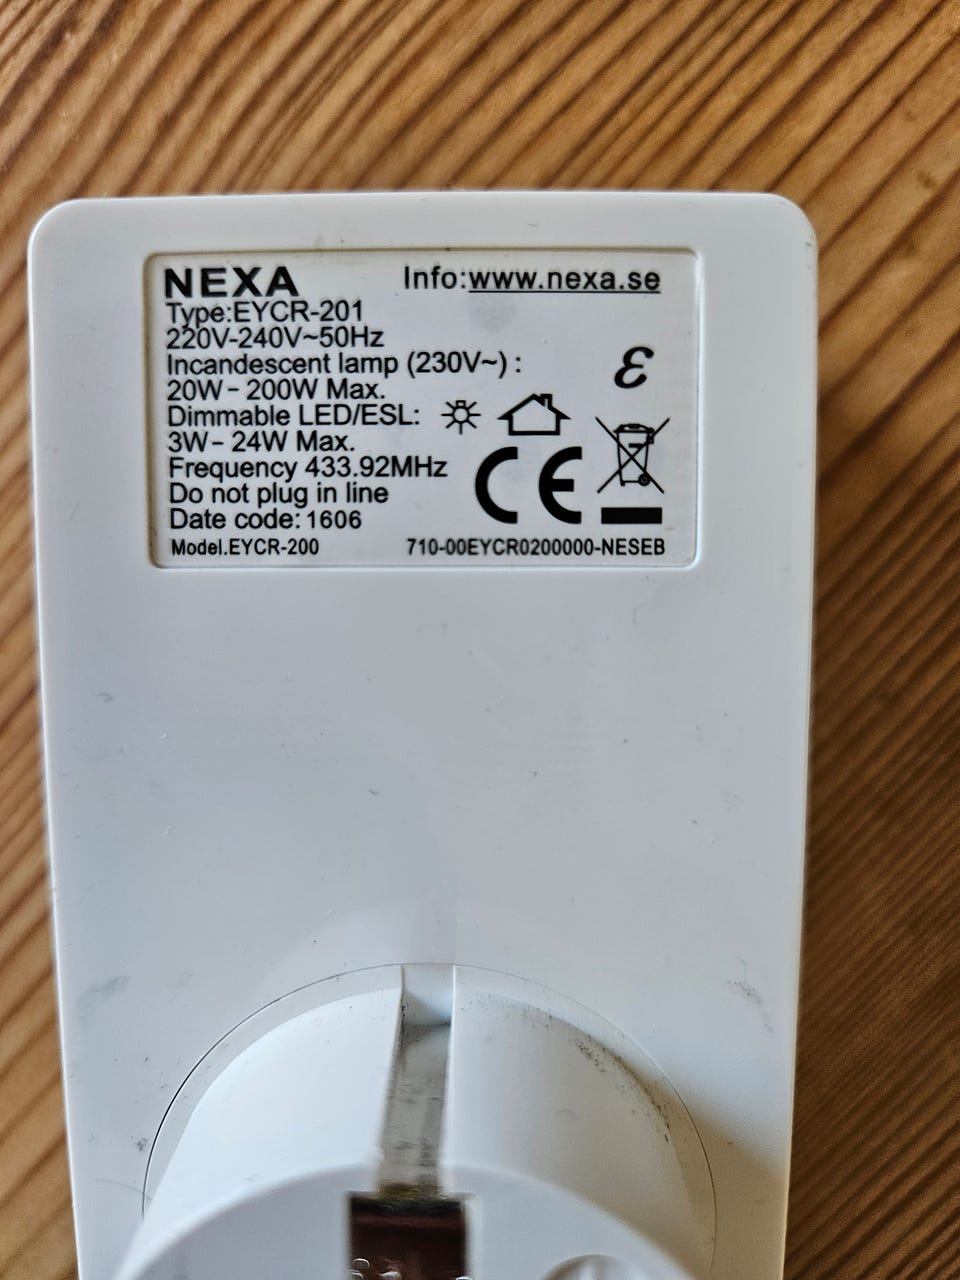 NEXA Info:www.nexa.se
Type:EYCR-201
220V-240V~50Hz
Incandescent lamp (230V~) :
20W-200W Max.
Dimmable LED/ESL:
3W-24W Max.
Frequency 433.92MHz
Do not plug in line
Date code: 1606
Model.EYCR-200 710-00EYCR0200000-NESEB
CE